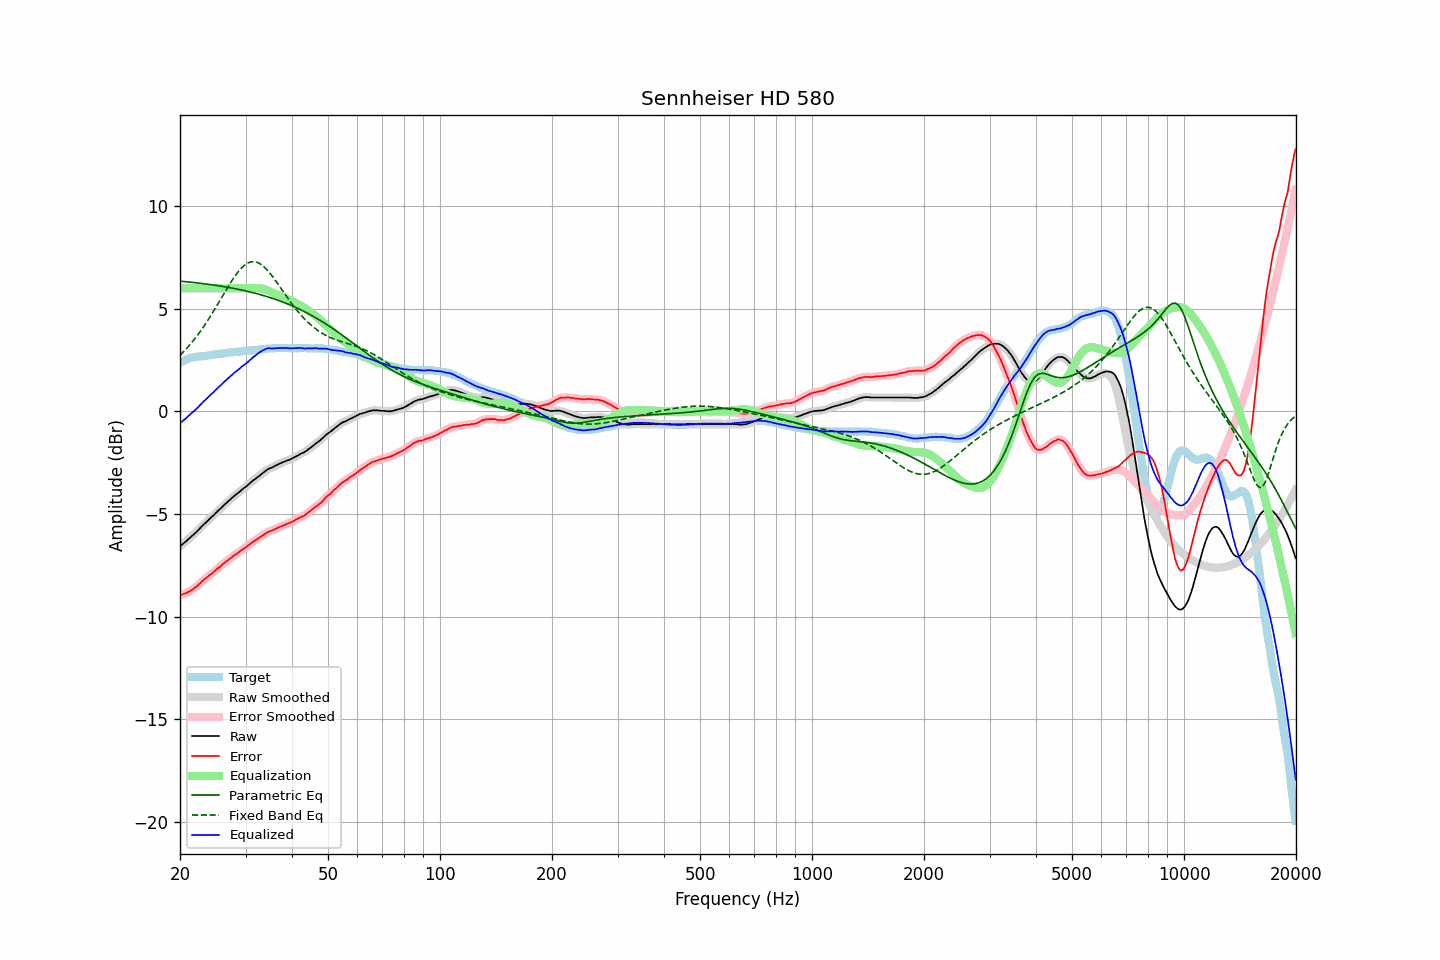 Sennheiser HD 580
Amplitude (dBr)
10
5
0
−5
−10
−15
−20
Target
Raw Smoothed
Error Smoothed
Raw
Error
Equalization
Parametric Eq
Fixed Band Eq
Equalized
20 50 100 200 500 1000 2000 5000 10000 20000
Frequency (Hz)